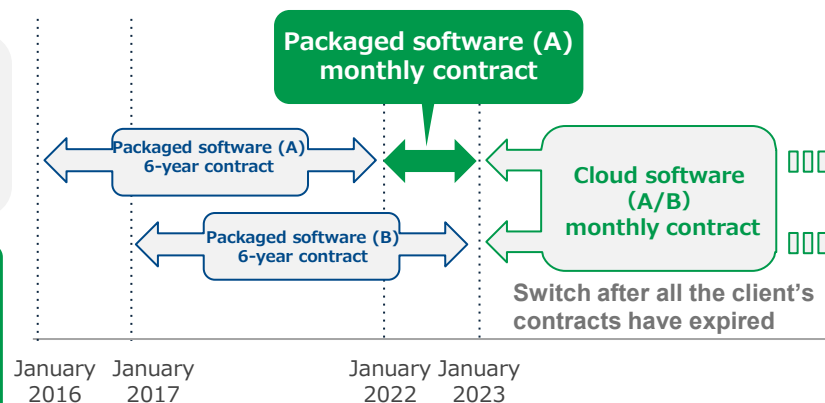 Packaged software (A)
monthly contract
Packaged software (A)
6-year contract
Packaged software (B)
6-year contract
Cloud software
（A/B）
monthly contract
Switch after all the client’s
contracts have expired
January
2016
January
2017
January
2022
January
2023